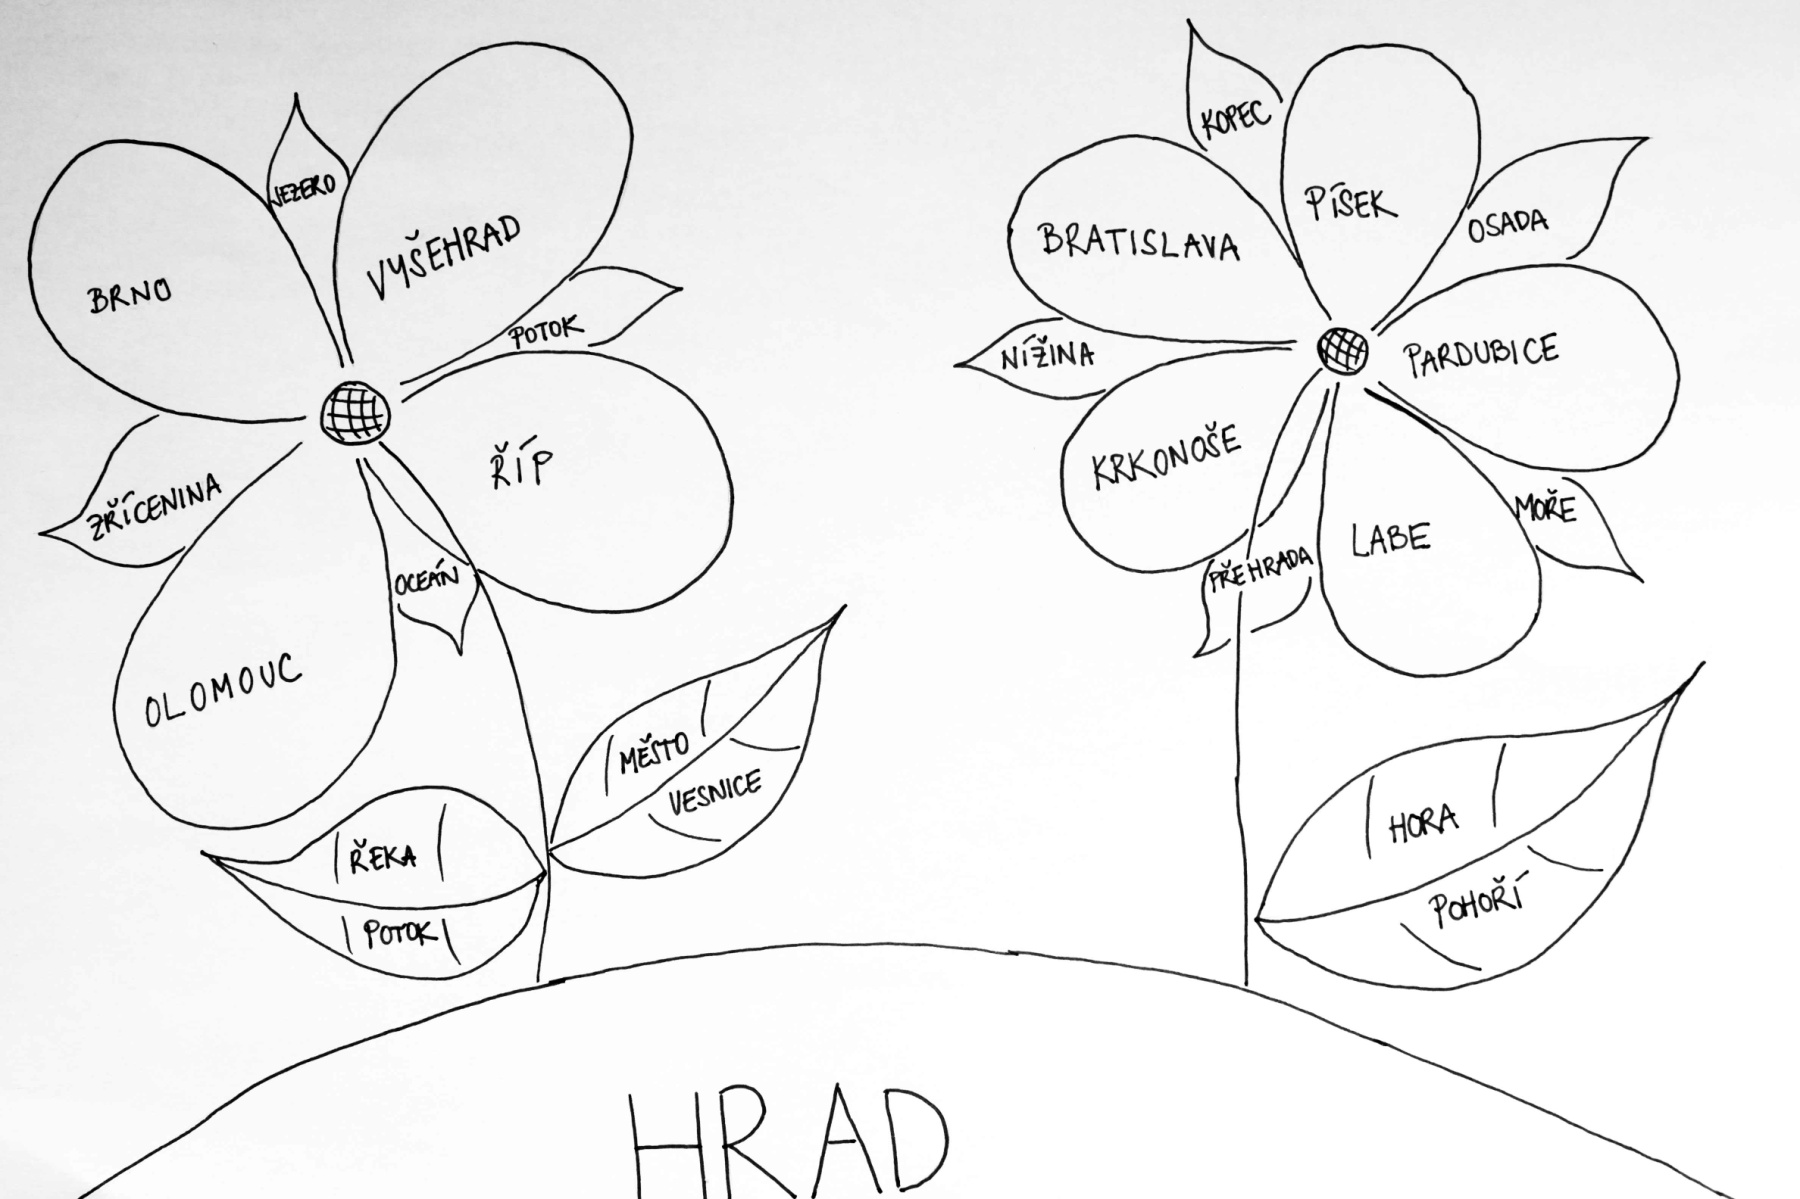 JEZERO
VYŠEHRAD
BRNO
POTOK
ŘÍP
ZŘÍCENINA
OCEÁN
OLOMOUC
MĚSTO
VESNICE
ŘEKA
POTOK
KOPEC
PÍSEK
OSADA
BRATISLAVA
NÍŽINA
PARDUBICE
KRKONOŠE
MOŘE
LABE
PŘEHRADA
HORA
POHOŘÍ
HRAD